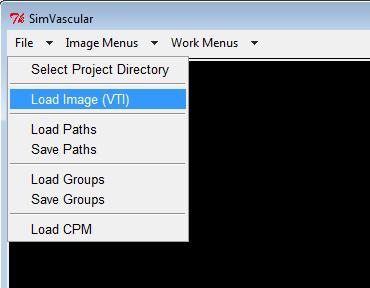 SimVascular
File Image Menus Work Menus
Select Project Directory
Load Image (VTI)
Load Paths
Save Paths
Load Groups
Save Groups
Load CPM